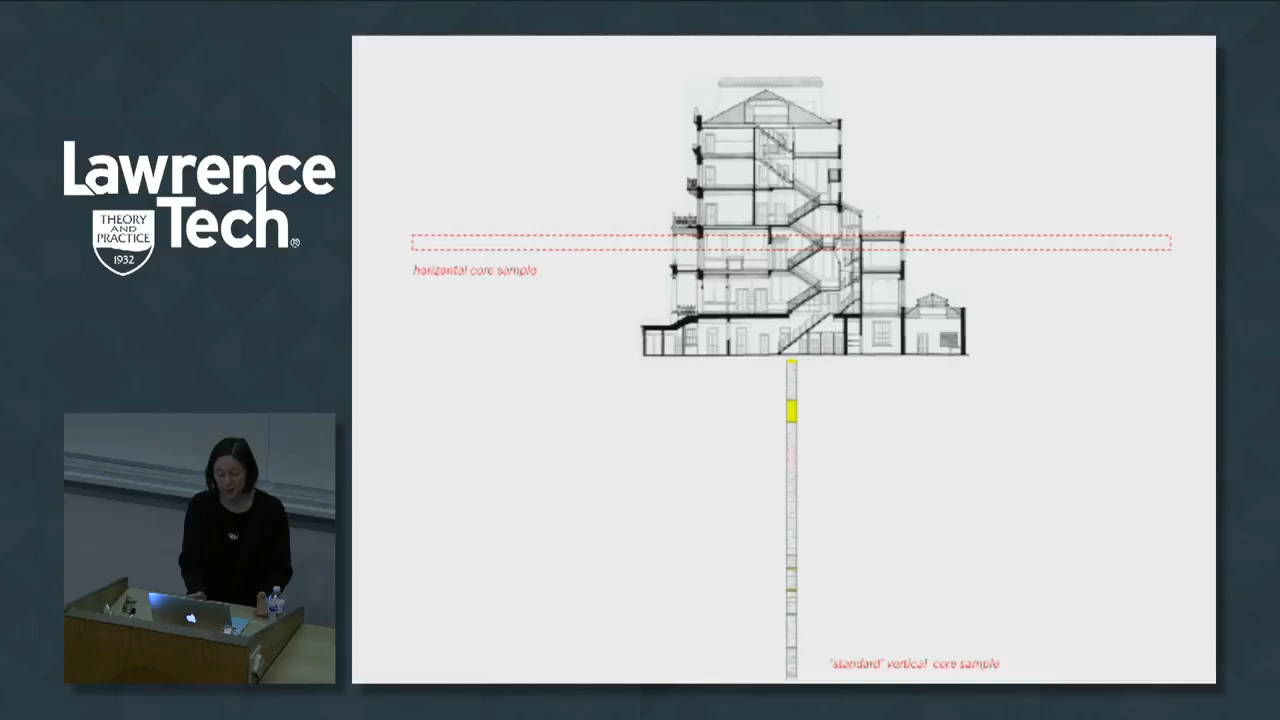 Lawrence
Tech®
THEORY
AND
PRACTICE
1932
horizontal core sample
'standard' vertical core sample